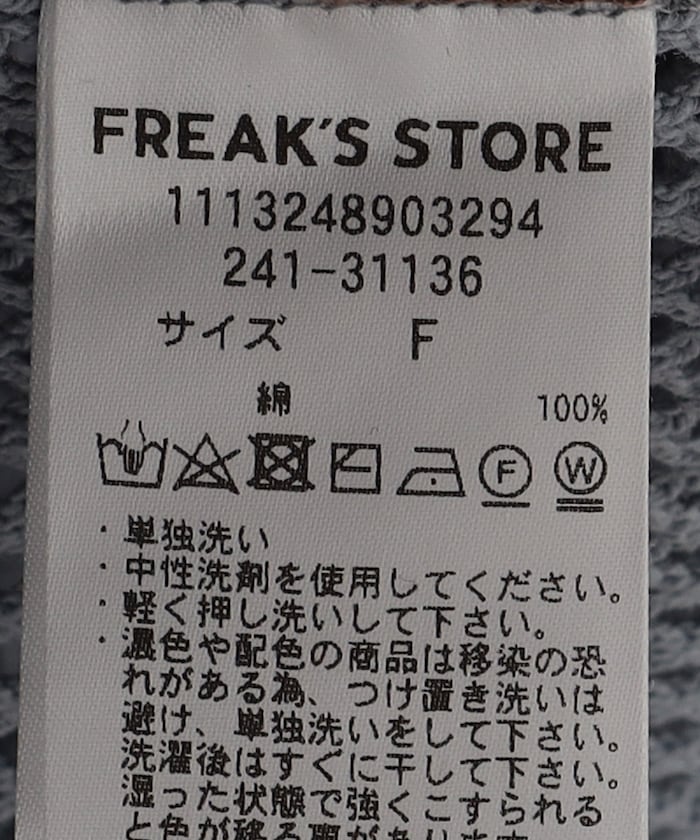 FREAK'S STORE
1113248903294
241-31136
サイズ F
綿 100%
F W
・単独洗い
・中性洗剤を使用してください。
・軽く押し洗いして下さい。
・濃色や配色の商品は移染の恐
れがある為、つけ置き洗いは
避け、単独洗いをして下さい。
洗濯後はすぐに干して下さい。
湿った状態で強くこすられる
と色が移る